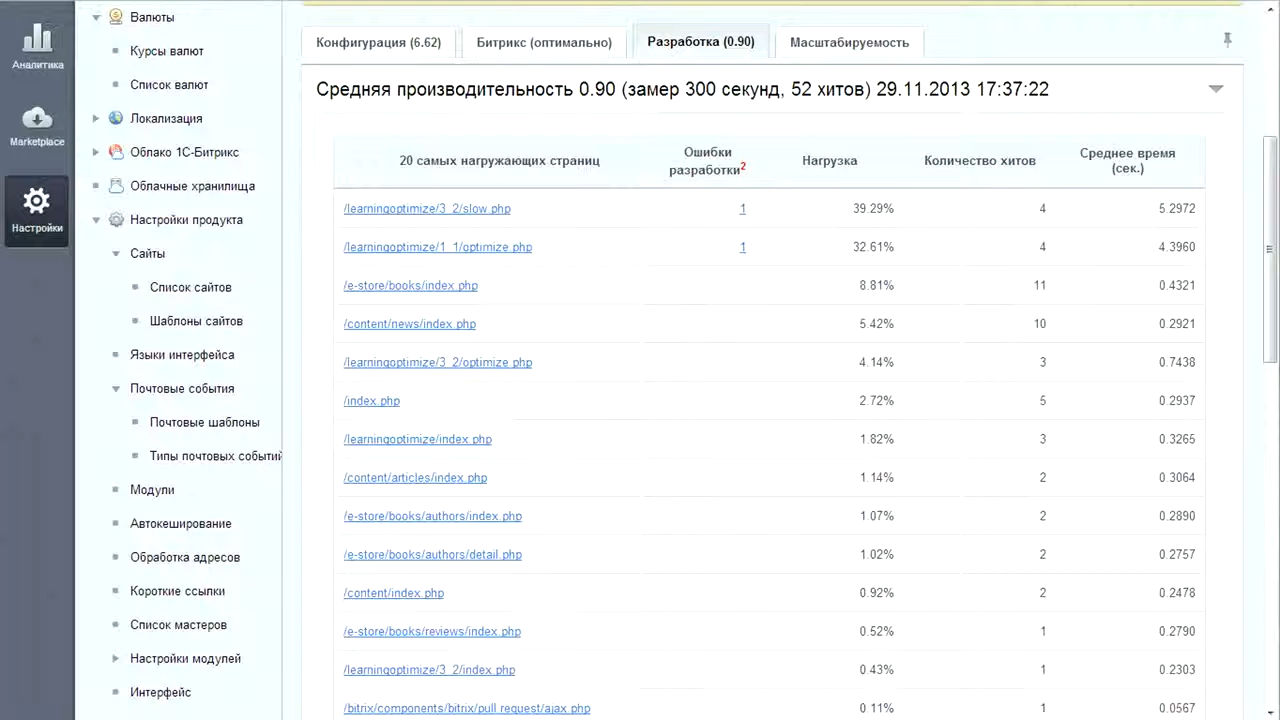 Аналитика
Marketplace
Настройки
Валюты
Курсы валют
Список валют
Локализация
Облако 1С-Битрикс
Облачные хранилища
Настройки продукта
Сайты
Список сайтов
Шаблоны сайтов
Языки интерфейса
Почтовые события
Почтовые шаблоны
Типы почтовых событий
Модули
Автокеширование
Обработка адресов
Короткие ссылки
Список мастеров
Настройки модулей
Интерфейс
Конфигурация (6.62) Битрикс (оптимально) Разработка (0.90) Масштабируемость
Средняя производительность 0.90 (замер 300 секунд, 52 хитов) 29.11.2013 17:37:22
20 самых нагружающих страниц Ошибки разработки2 Нагрузка Количество хитов Среднее время (сек.)
/learningoptimize/3_2/slow.php 1 39.29% 4 5.2972
/learningoptimize/1_1/optimize.php 1 32.61% 4 4.3960
/e-store/books/index.php 8.81% 11 0.4321
/content/news/index.php 5.42% 10 0.2921
/learningoptimize/3_2/optimize.php 4.14% 3 0.7438
/index.php 2.72% 5 0.2937
/learningoptimize/index.php 1.82% 3 0.3265
/content/articles/index.php 1.14% 2 0.3064
/e-store/books/authors/index.php 1.07% 2 0.2890
/e-store/books/authors/detail.php 1.02% 2 0.2757
/content/index.php 0.92% 2 0.2478
/e-store/books/reviews/index.php 0.52% 1 0.2790
/learningoptimize/3_2/index.php 0.43% 1 0.2303
/bitrix/components/bitrix/pull.request/ajax.php 0.11% 1 0.0567